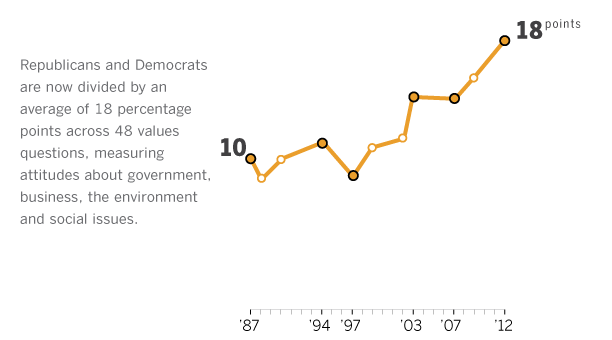 18 points
Republicans and Democrats
are now divided by an
average of 18 percentage
points across 48 values
questions, measuring
attitudes about government,
business, the environment
and social issues.
10
’87 ’94 ’97 ’03 ’07 ’12